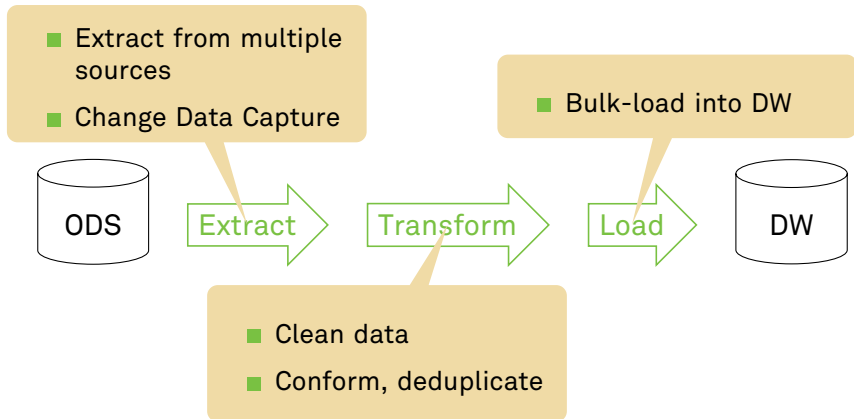 Extract from multiple
sources
Change Data Capture
Bulk-load into DW
ODS
Extract
Transform
Load
DW
Clean data
Conform, deduplicate